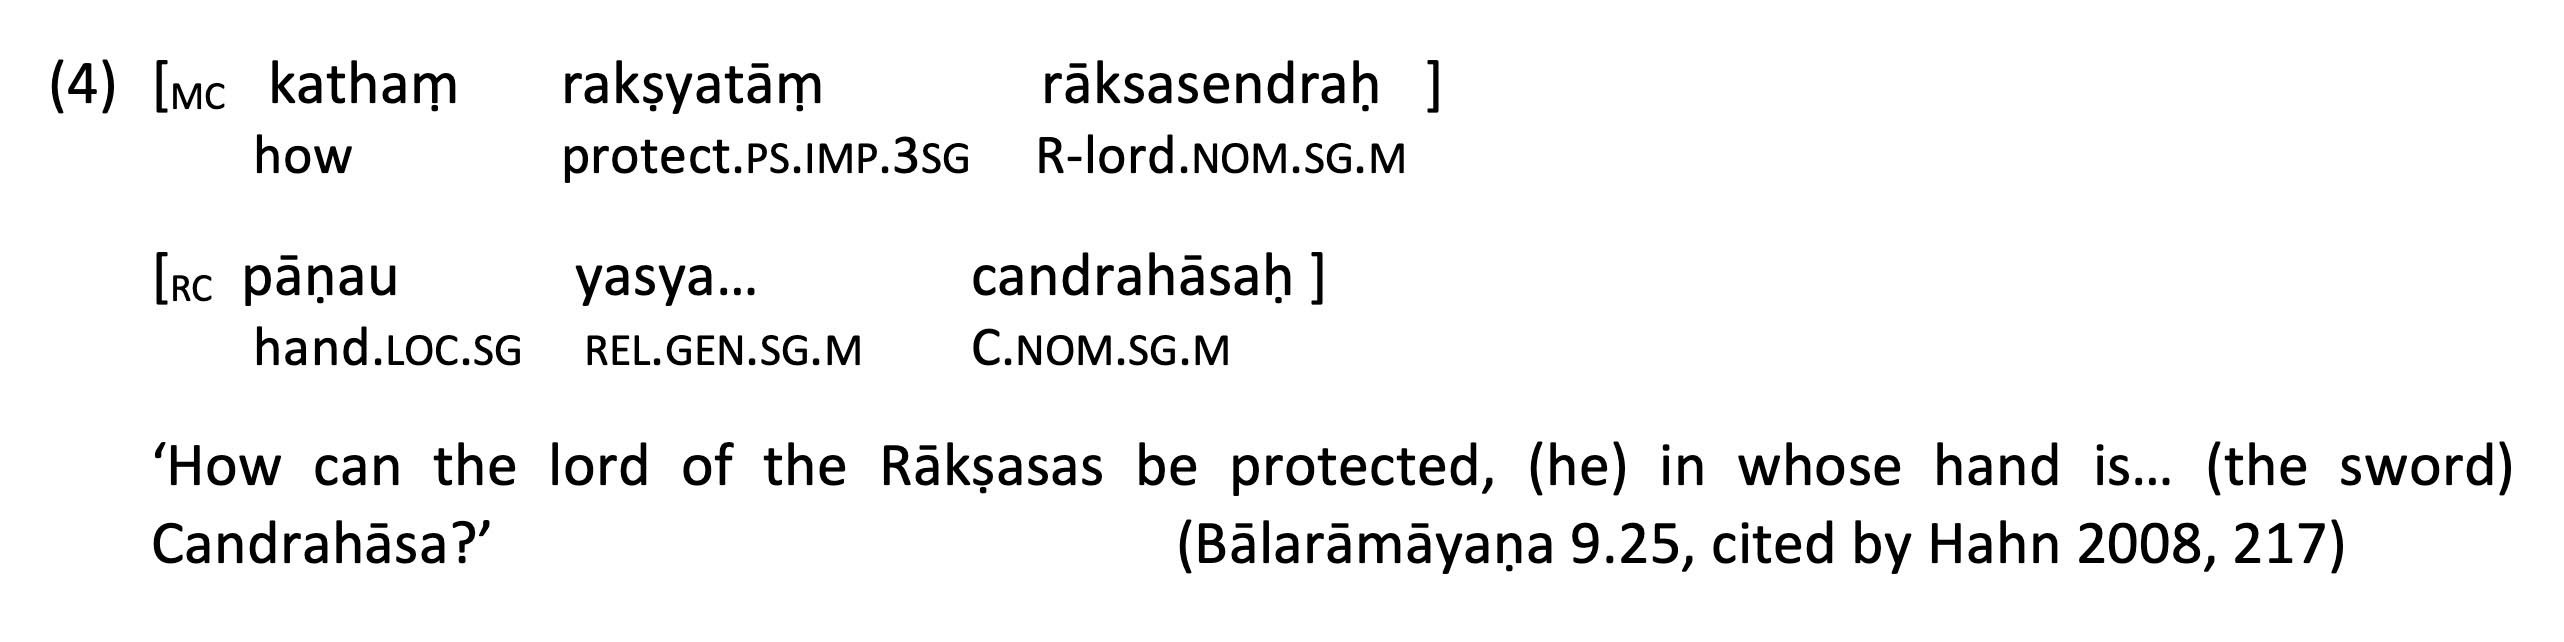 (4) [MC kathaṃ rakṣyatāṃ rāksasendraḥ ]
how protect.PS.IMP.3SG R-lord.NOM.SG.M
[RC pāṇau yasya... candrahāsaḥ ]
hand.LOC.SG REL.GEN.SG.M C.NOM.SG.M
‘How can the lord of the Rākṣasas be protected, (he) in whose hand is... (the sword)
Candrahāsa?’ (Bālarāmāyaṇa 9.25, cited by Hahn 2008, 217)